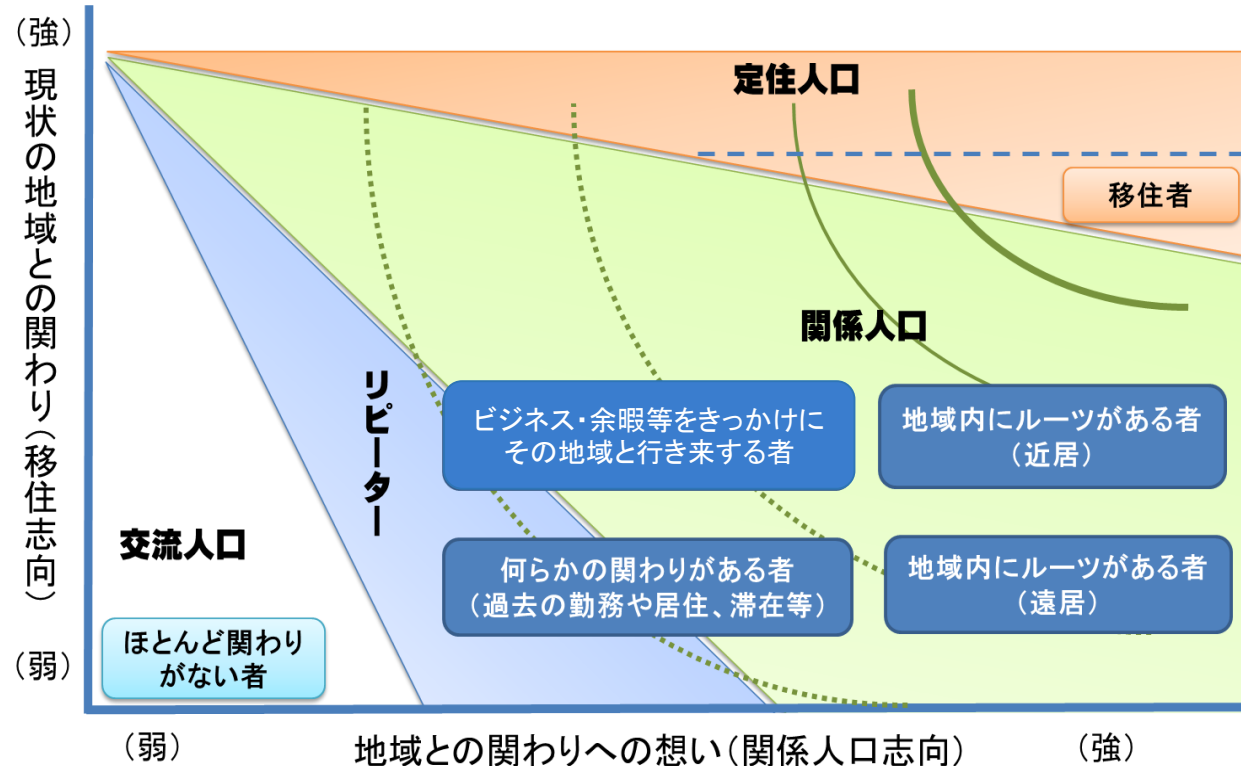 (強)
現状の地域との関わり(移住志向)
(弱)
定住人口
移住者
関係人口
リピーター
ビジネス・余暇等をきっかけに
その地域と行き来する者
地域内にルーツがある者
(近居)
交流人口
何らかの関わりがある者
(過去の勤務や居住、滞在等)
地域内にルーツがある者
(遠居)
ほとんど関わり
がない者
(弱)
地域との関わりへの想い(関係人口志向)
(強)